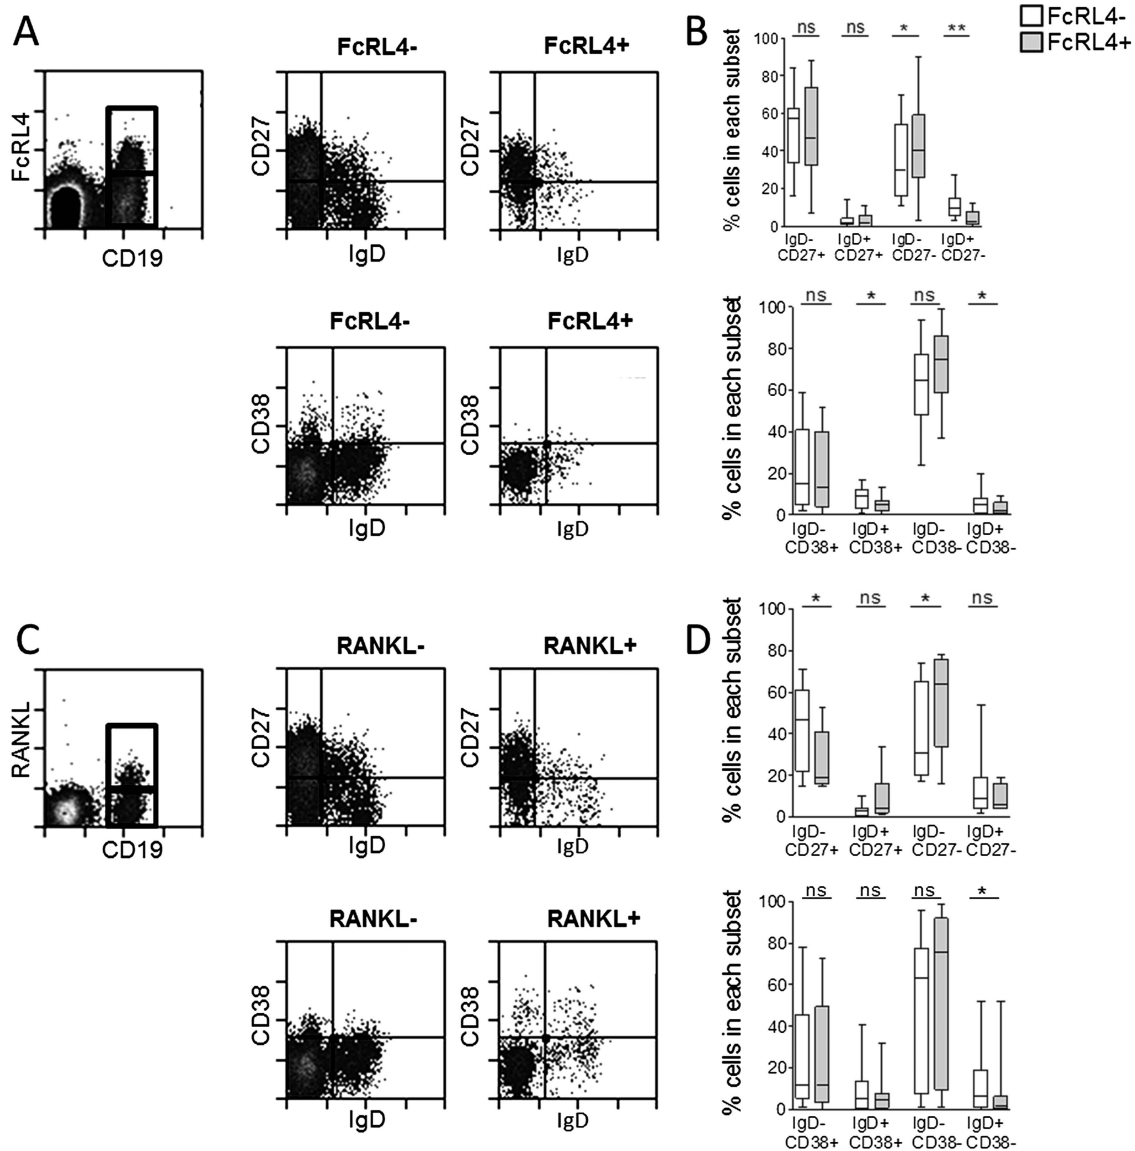 A
FcRL4-
FcRL4+
B
FcRL4-
FcRL4+
FcRL4
CD19
CD27
IgD
CD27
IgD
% cells in each subset
100
80
60
40
20
0
ns
ns
*
**
IgD- IgD+ IgD- IgD+
CD27+ CD27+ CD27- CD27-
FcRL4-
FcRL4+
CD38
IgD
CD38
IgD
% cells in each subset
100
80
60
40
20
0
ns
*
ns
*
IgD- IgD+ IgD- IgD+
CD38+ CD38+ CD38- CD38-
C
RANKL-
RANKL+
D
RANKL
CD19
CD27
IgD
CD27
IgD
% cells in each subset
100
80
60
40
20
0
*
ns
*
ns
IgD- IgD+ IgD- IgD+
CD27+ CD27+ CD27- CD27-
RANKL-
RANKL+
CD38
IgD
CD38
IgD
% cells in each subset
100
80
60
40
20
0
ns
ns
ns
*
IgD- IgD+ IgD- IgD+
CD38+ CD38+ CD38- CD38-